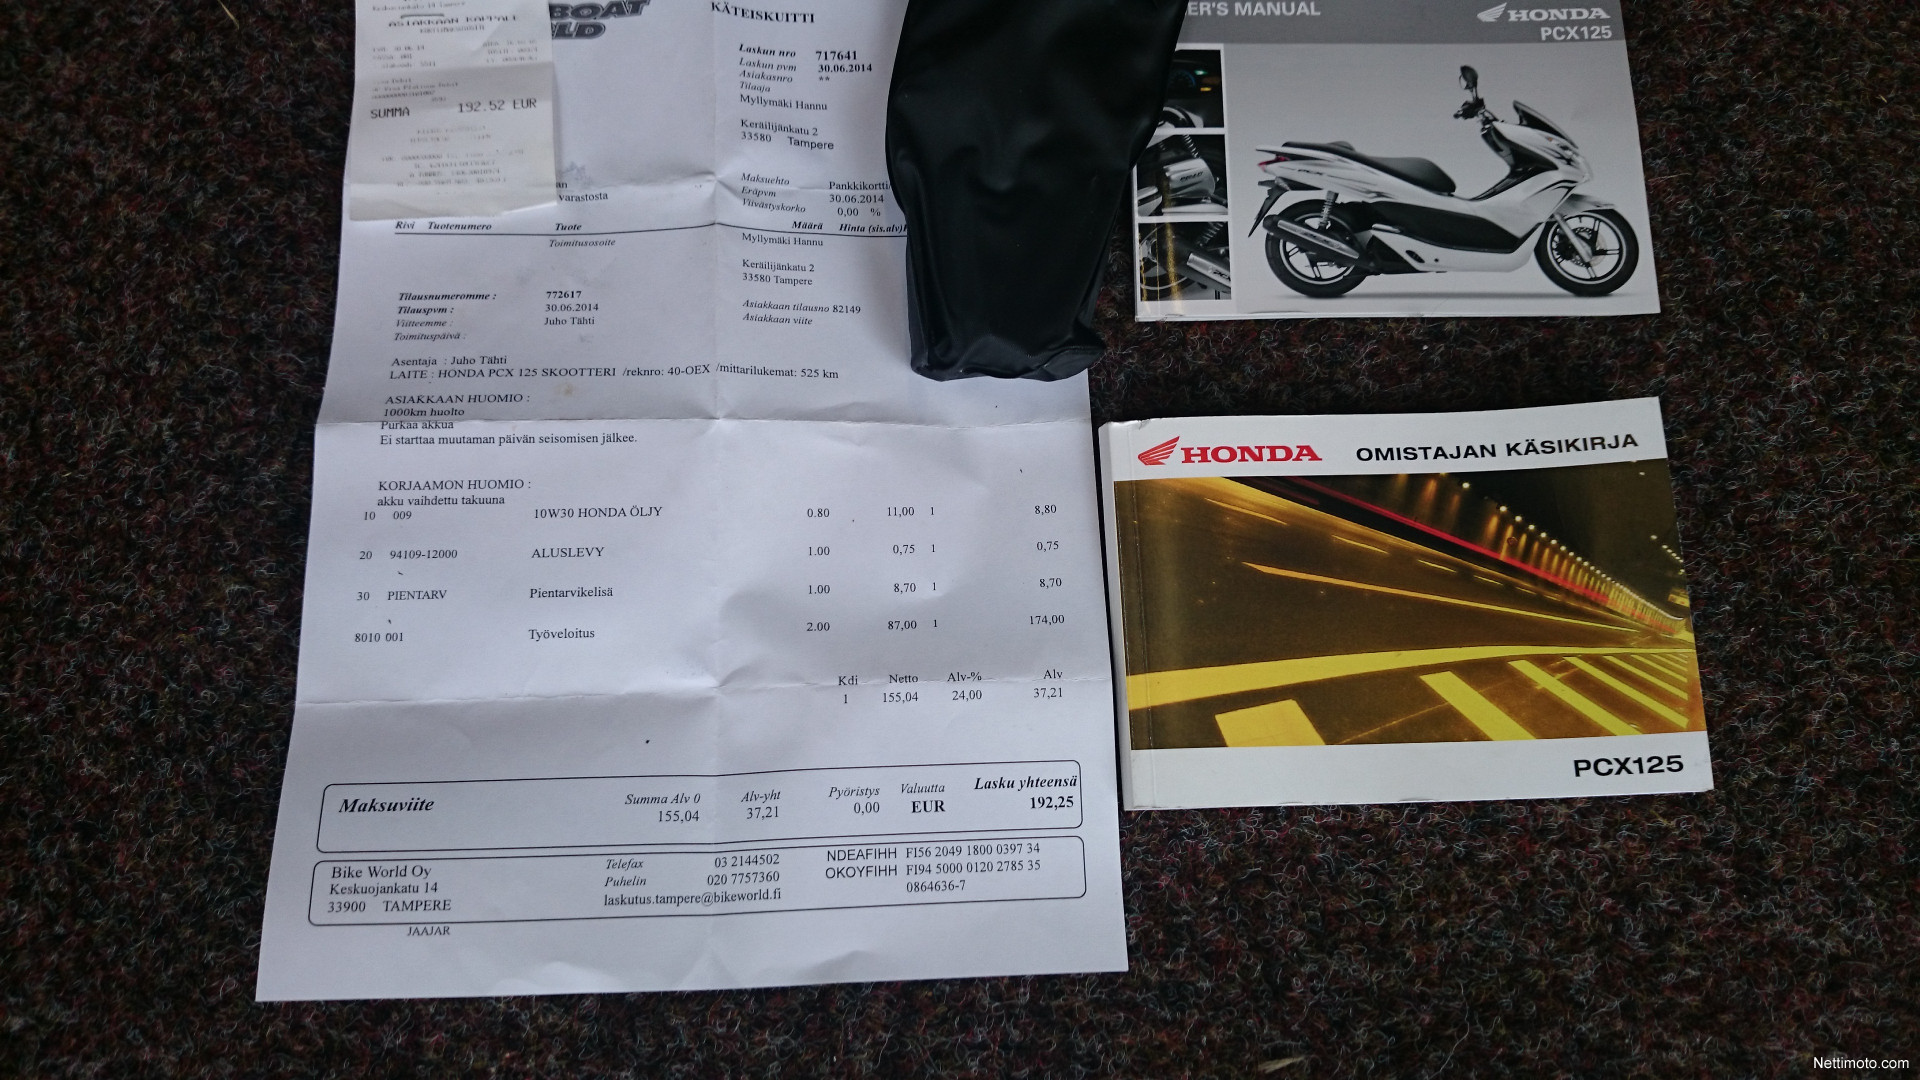 ASIAKKAAN KAPPALE
SUMMA 192.52 EUR
BOAT
LD
KÄTEISKUITTI
Laskun nro 717641
Laskun pvm 30.06.2014
Asiakasnro **
Tilaaja
Myllymäki Hannu
Keräilijänkatu 2
33580 Tampere
an
varastosta
Maksuehto Pankkikortti/
Eräpvm 30.06.2014
Viivästyskorko 0,00 %
Rivi Tuotenumero Tuote Määrä Hinta (sis.alv)
Toimitusosoite Myllymäki Hannu
Keräilijänkatu 2
33580 Tampere
Tilausnumeromme : 772617
Tilauspvm : 30.06.2014 Asiakkaan tilausno 82149
Viitteemme : Juho Tähti Asiakkaan viite
Toimituspäivä :
Asentaja : Juho Tähti
LAITE : HONDA PCX 125 SKOOTTERI /reknro: 40-OEX /mittarilukemat: 525 km
ASIAKKAAN HUOMIO :
1000km huolto
Purkaa akkua
Ei starttaa muutaman päivän seisomisen jälkee.
KORJAAMON HUOMIO :
akku vaihdettu takuuna
10 009 10W30 HONDA ÖLJY 0.80 11,00 1 8,80
20 94109-12000 ALUSLEVY 1.00 0,75 1 0,75
30 PIENTARV Pientarvikelisä 1.00 8,70 1 8,70
8010 001 Työveloitus 2.00 87,00 1 174,00
Kdi Netto Alv-% Alv
1 155,04 24,00 37,21
Maksuviite Summa Alv 0 Alv-yht Pyöristys Valuutta Lasku yhteensä
155,04 37,21 0,00 EUR 192,25
Bike World Oy Telefax 03 2144502 NDEAFIHH FI56 2049 1800 0397 34
Keskuojankatu 14 Puhelin 020 7757360 OKOYFIHH FI94 5000 0120 2785 35
33900 TAMPERE laskutus.tampere@bikeworld.fi 0864636-7
JAAJAR
ER'S MANUAL
HONDA
PCX125
HONDA OMISTAJAN KÄSIKIRJA
PCX125
Nettimoto.com